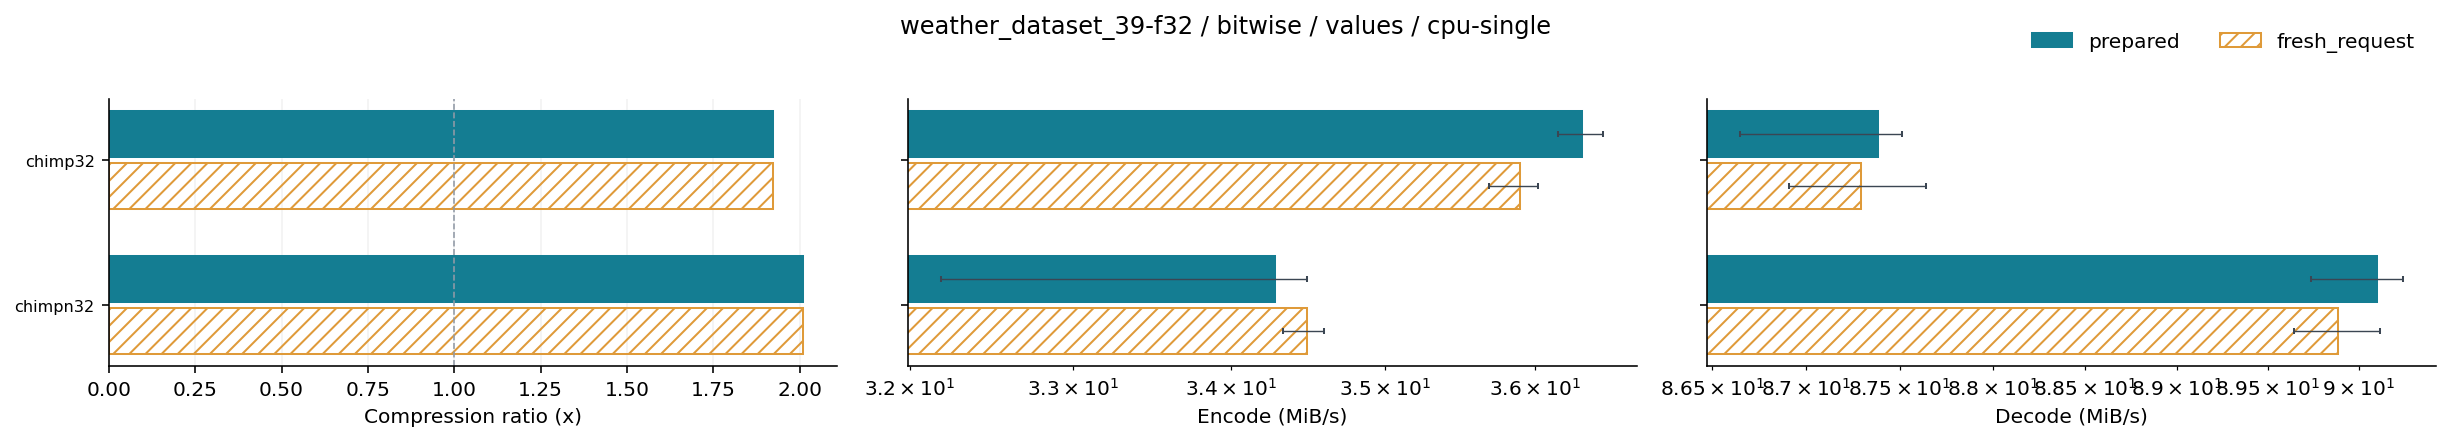 weather_dataset_39-f32 / bitwise / values / cpu-single
prepared
fresh_request
chimp32
chimpn32
0.00 0.25 0.50 0.75 1.00 1.25 1.50 1.75 2.00
Compression ratio (x)
3.2 × 10¹ 3.3 × 10¹ 3.4 × 10¹ 3.5 × 10¹ 3.6 × 10¹
Encode (MiB/s)
8.65 × 10¹ 8.7 × 10¹ 8.75 × 10¹ 8.8 × 10¹ 8.85 × 10¹ 8.9 × 10¹ 8.95 × 10¹ 9 × 10¹
Decode (MiB/s)